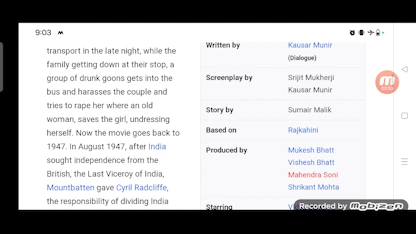 9:03
transport in the late night, while the
family getting down at their stop, a
group of drunk goons gets into the
bus and harasses the couple and
tries to rape her where an old
woman, saves the girl, undressing
herself. Now the movie goes back to
1947. In August 1947, after India
sought independence from the
British, the Last Viceroy of India,
Mountbatten gave Cyril Radcliffe,
the responsibility of dividing India
Written by Kausar Munir
(Dialogue)
Screenplay by Srijit Mukherji
Kausar Munir
Story by Sumair Malik
Based on Rajkahini
Produced by Mukesh Bhatt
Vishesh Bhatt
Mahendra Soni
Shrikant Mohta
Starring
Recorded by MOBIZEN